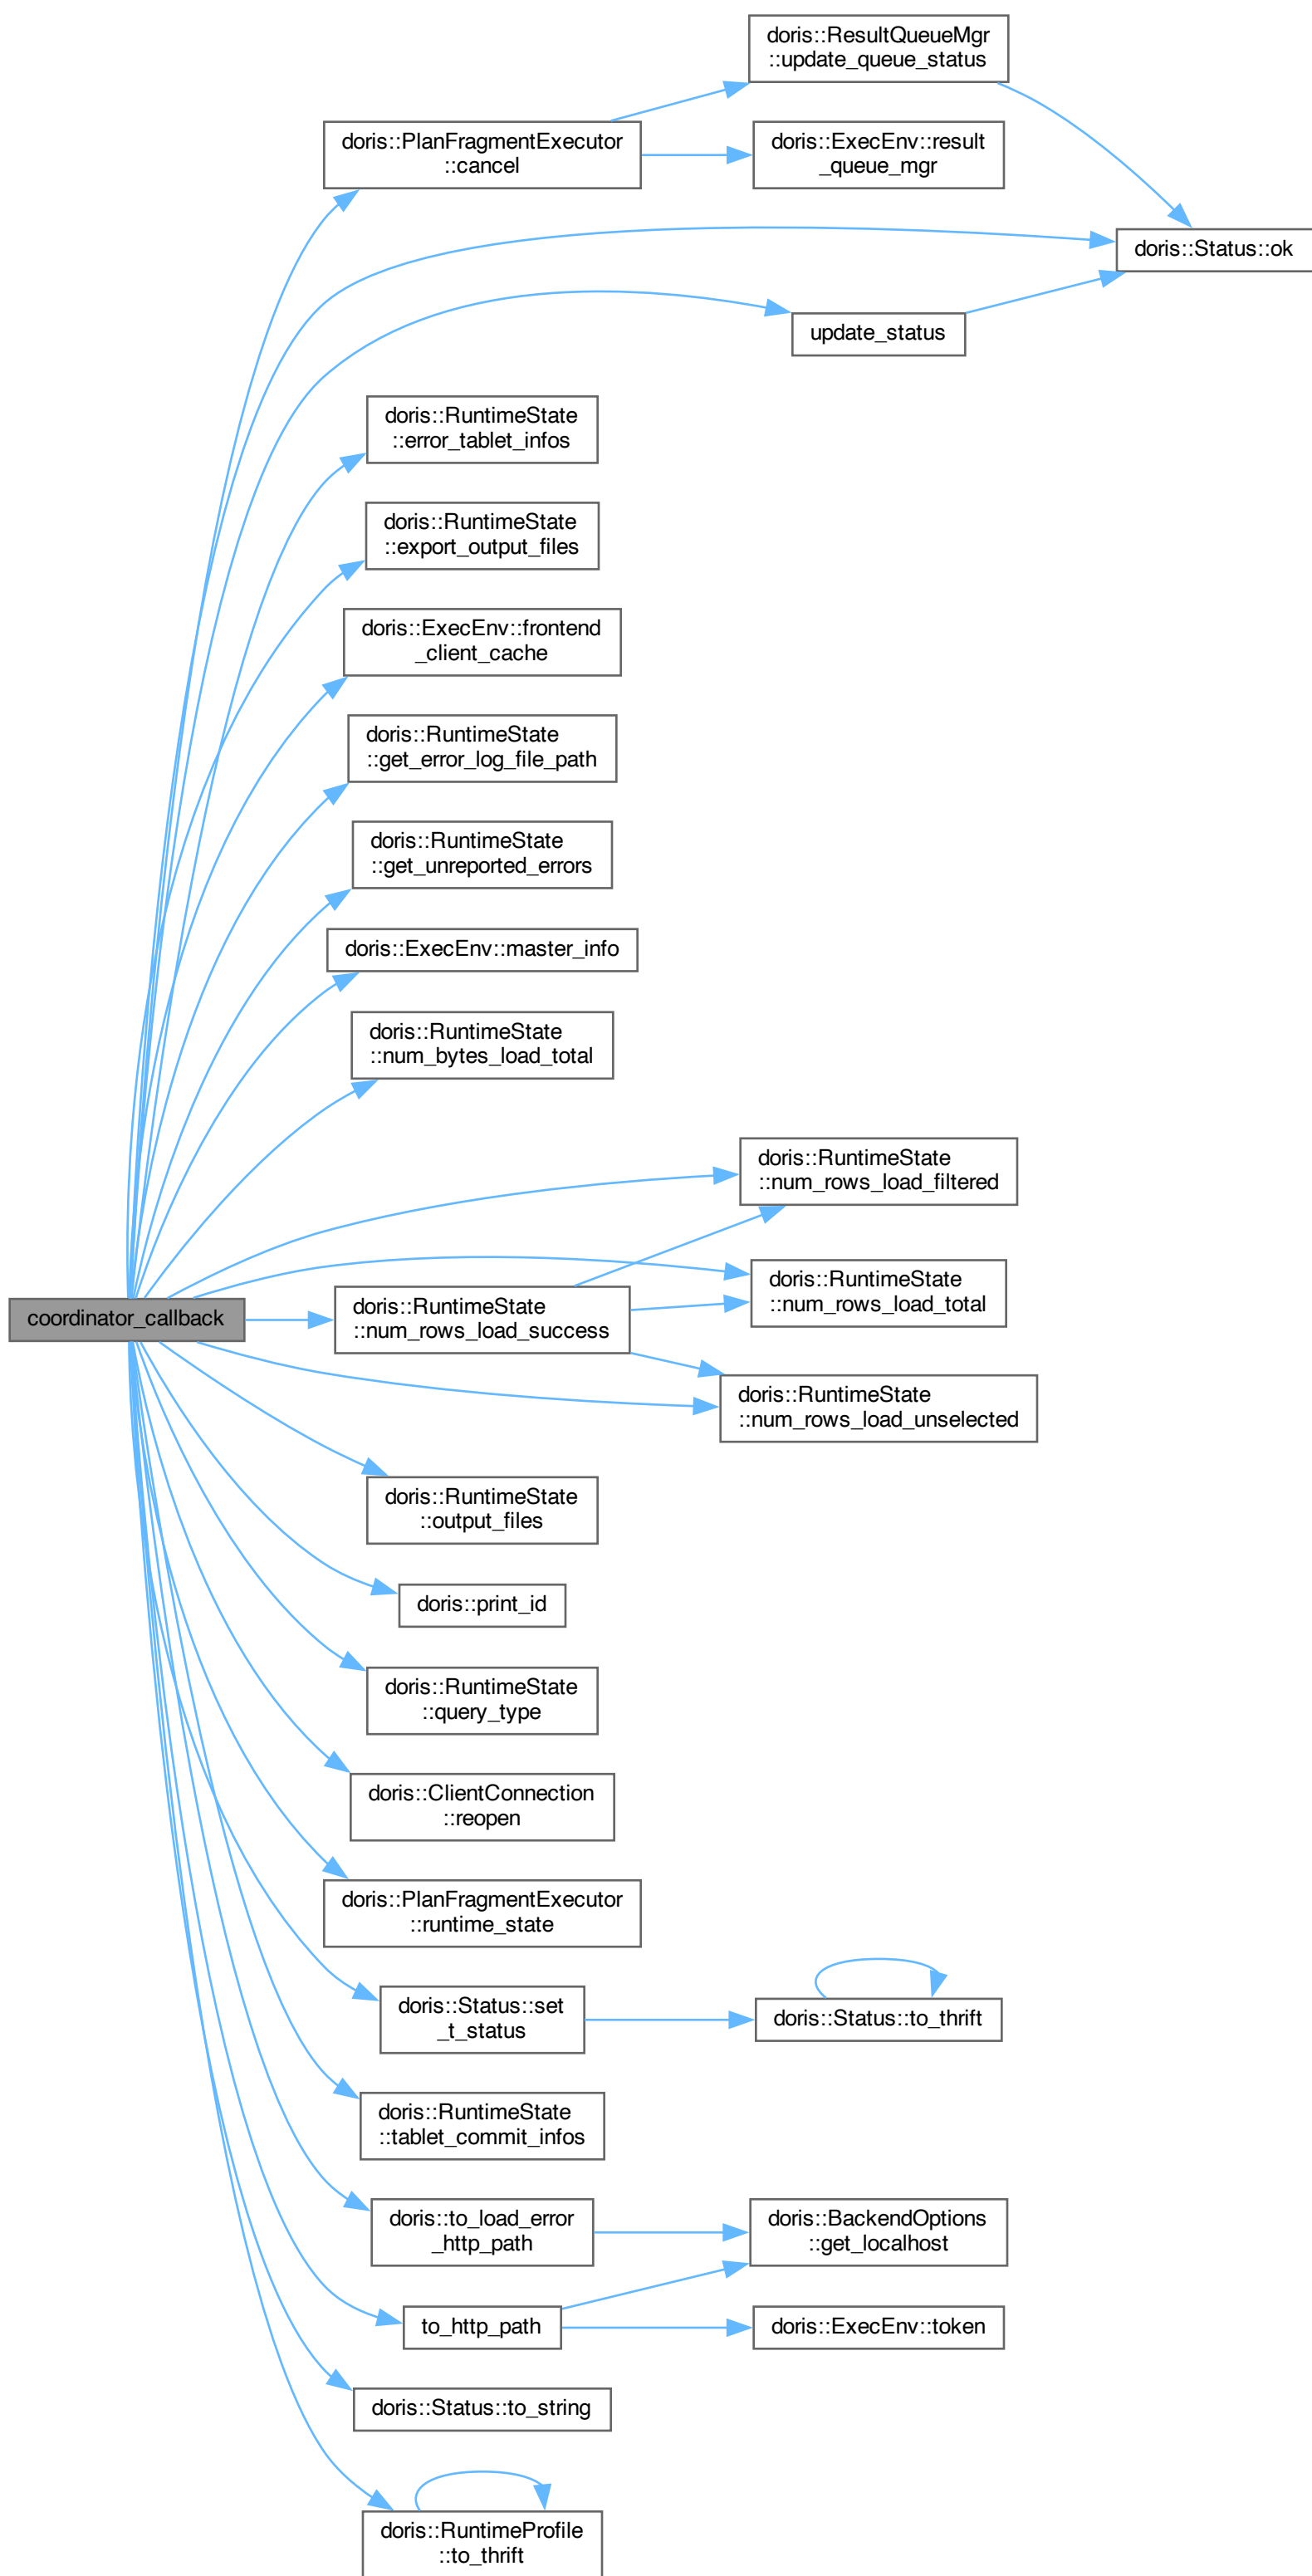 doris::ResultQueueMgr
::update_queue_status
doris::PlanFragmentExecutor
::cancel
doris::ExecEnv::result
_queue_mgr
doris::Status::ok
update_status
doris::RuntimeState
::error_tablet_infos
doris::RuntimeState
::export_output_files
doris::ExecEnv::frontend
_client_cache
doris::RuntimeState
::get_error_log_file_path
doris::RuntimeState
::get_unreported_errors
doris::ExecEnv::master_info
doris::RuntimeState
::num_bytes_load_total
doris::RuntimeState
::num_rows_load_filtered
doris::RuntimeState
::num_rows_load_total
coordinator_callback
doris::RuntimeState
::num_rows_load_success
doris::RuntimeState
::num_rows_load_unselected
doris::RuntimeState
::output_files
doris::print_id
doris::RuntimeState
::query_type
doris::ClientConnection
::reopen
doris::PlanFragmentExecutor
::runtime_state
doris::Status::set
_t_status
doris::Status::to_thrift
doris::RuntimeState
::tablet_commit_infos
doris::to_load_error
_http_path
doris::BackendOptions
::get_localhost
to_http_path
doris::ExecEnv::token
doris::Status::to_string
doris::RuntimeProfile
::to_thrift